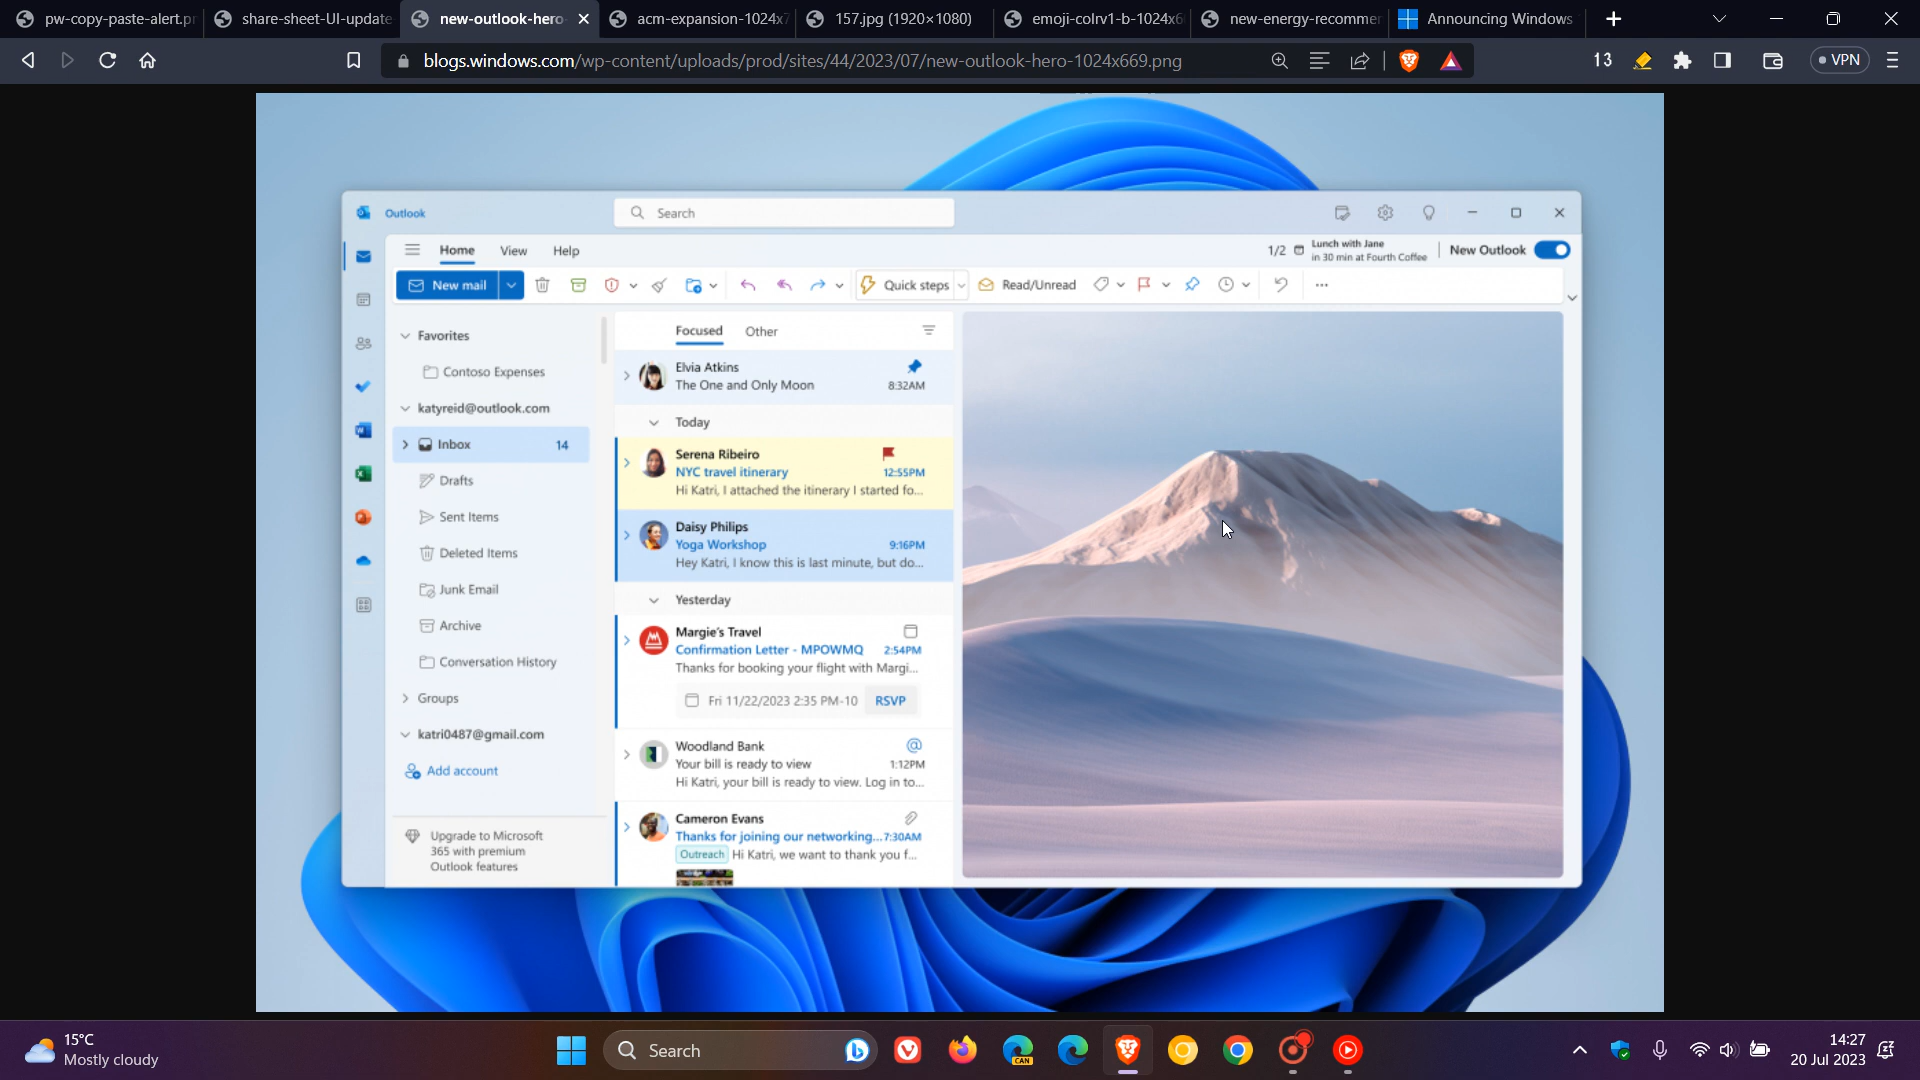 pw-copy-paste-alert.pr
share-sheet-UI-update
new-outlook-hero-
acm-expansion-1024x7
157.jpg (1920×1080)
emoji-colrv1-b-1024x6
new-energy-recommer
Announcing Windows
blogs.windows.com/wp-content/uploads/prod/sites/44/2023/07/new-outlook-hero-1024x669.png
13
VPN
Outlook
Search
Home
View
Help
1/2
Lunch with Jane
in 30 min at Fourth Coffee
New Outlook
New mail
Quick steps
Read/Unread
Favorites
Contoso Expenses
katyreid@outlook.com
Inbox 14
Drafts
Sent Items
Deleted Items
Junk Email
Archive
Conversation History
Groups
katri0487@gmail.com
Add account
Upgrade to Microsoft
365 with premium
Outlook features
Focused
Other
Elvia Atkins
The One and Only Moon 8:32AM
Today
Serena Ribeiro
NYC travel itinerary 12:55PM
Hi Katri, I attached the itinerary I started fo...
Daisy Philips
Yoga Workshop 9:16PM
Hey Katri, I know this is last minute, but do...
Yesterday
Margie's Travel
Confirmation Letter - MPOWMQ 2:54PM
Thanks for booking your flight with Margi...
Fri 11/22/2023 2:35 PM-10 RSVP
Woodland Bank
Your bill is ready to view 1:12PM
Hi Katri, your bill is ready to view. Log in to...
Cameron Evans
Thanks for joining our networking...7:30AM
Outreach Hi Katri, we want to thank you f...
15°C
Mostly cloudy
Search
CAN
14:27
20 Jul 2023